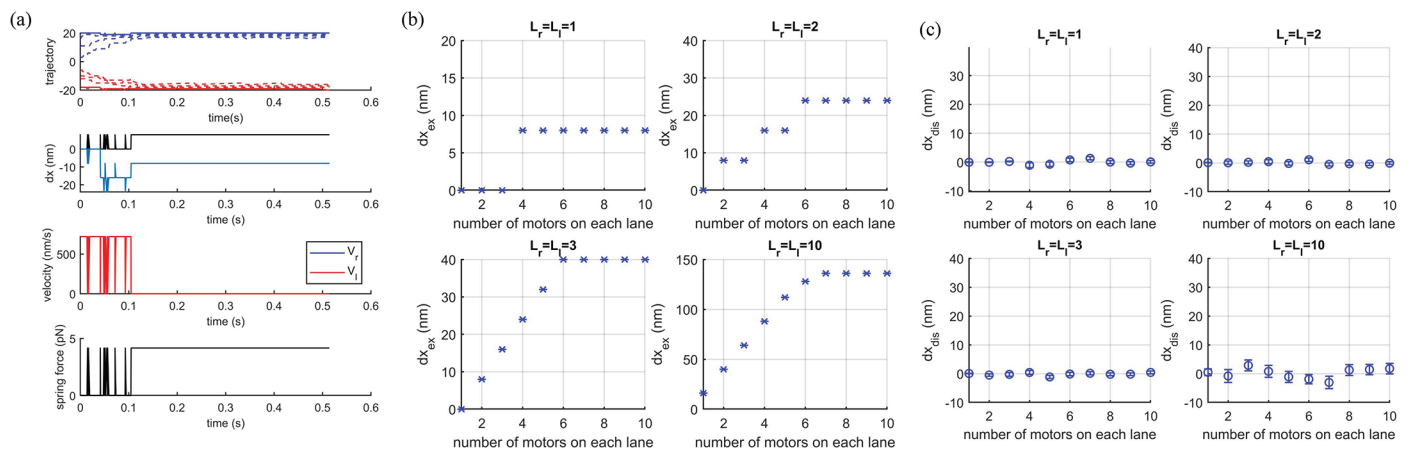 (a)
20
0
-20
trajectory
0
0.1
0.2
0.3
0.4
0.5
0.6
time(s)
0
-10
-20
dx (nm)
0
0.1
0.2
0.3
0.4
0.5
0.6
time (s)
500
0
velocity (nm/s)
V_r
V_l
0
0.1
0.2
0.3
0.4
0.5
0.6
time (s)
5
0
spring force (pN)
0
0.1
0.2
0.3
0.4
0.5
0.6
time (s)
(b)
L_r=L_l=1
20
15
10
5
0
dx_ex (nm)
2 4 6 8 10
number of motors on each lane
L_r=L_l=2
40
30
20
10
0
dx_ex (nm)
2 4 6 8 10
number of motors on each lane
L_r=L_l=3
40
30
20
10
0
dx_ex (nm)
2 4 6 8 10
number of motors on each lane
L_r=L_l=10
150
100
50
0
dx_ex (nm)
2 4 6 8 10
number of motors on each lane
(c)
L_r=L_l=1
30
20
10
0
-10
dx_dis (nm)
2 4 6 8 10
number of motors on each lane
L_r=L_l=2
40
30
20
10
0
-10
dx_dis (nm)
2 4 6 8 10
number of motors on each lane
L_r=L_l=3
40
30
20
10
0
-10
dx_dis (nm)
2 4 6 8 10
number of motors on each lane
L_r=L_l=10
40
30
20
10
0
-10
dx_dis (nm)
2 4 6 8 10
number of motors on each lane